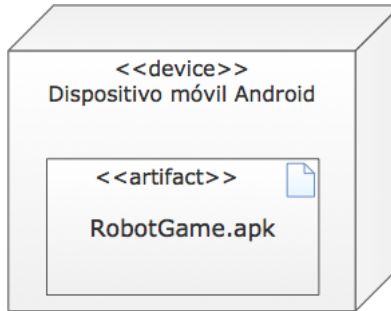 <<device>>
Dispositivo móvil Android
<<artifact>>
RobotGame.apk